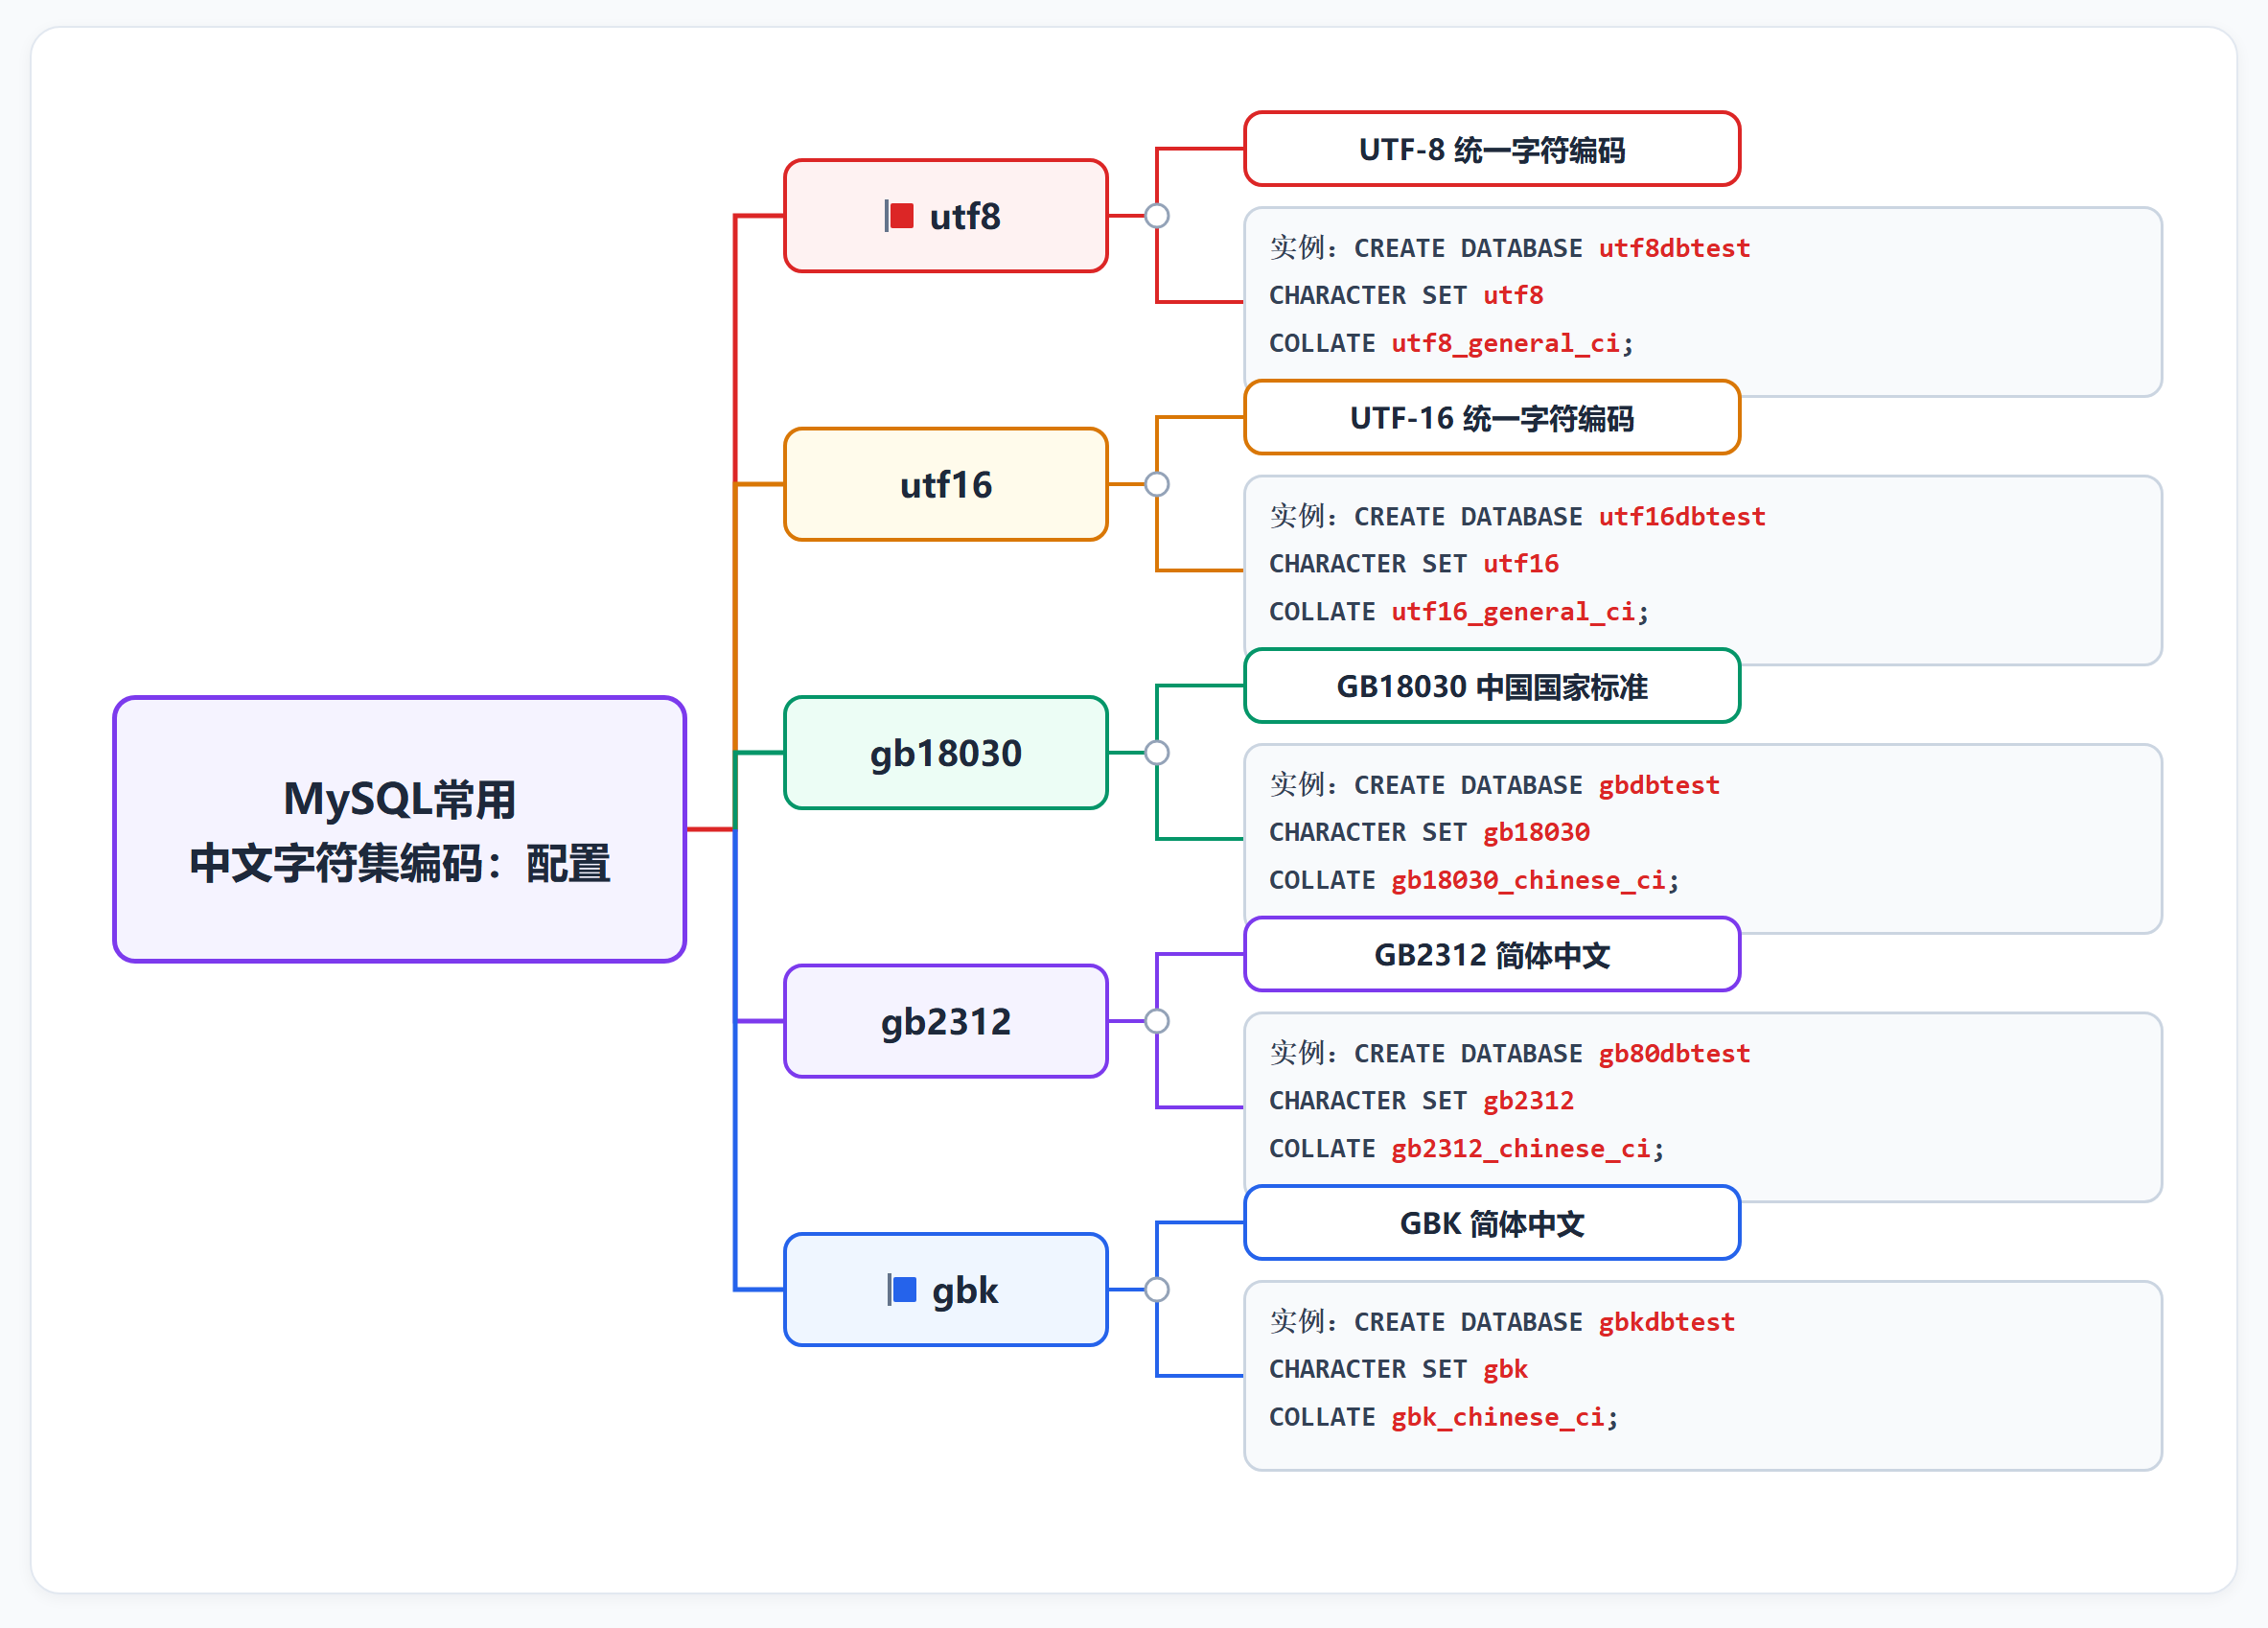 MySQL常用
中文字符集编码：配置
utf8
UTF-8 统一字符编码
实例：CREATE DATABASE utf8dbtest
CHARACTER SET utf8
COLLATE utf8_general_ci;
utf16
UTF-16 统一字符编码
实例：CREATE DATABASE utf16dbtest
CHARACTER SET utf16
COLLATE utf16_general_ci;
gb18030
GB18030 中国国家标准
实例：CREATE DATABASE gbdbtest
CHARACTER SET gb18030
COLLATE gb18030_chinese_ci;
gb2312
GB2312 简体中文
实例：CREATE DATABASE gb80dbtest
CHARACTER SET gb2312
COLLATE gb2312_chinese_ci;
gbk
GBK 简体中文
实例：CREATE DATABASE gbkdbtest
CHARACTER SET gbk
COLLATE gbk_chinese_ci;